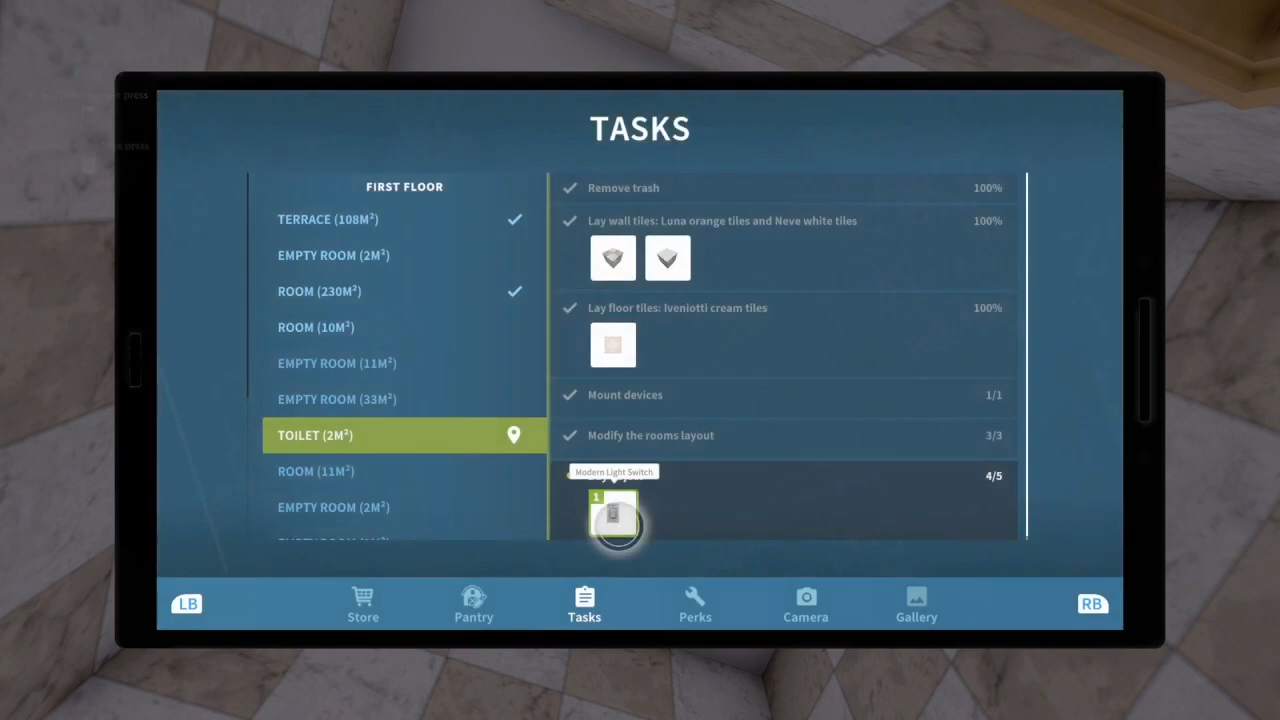 press
press
TASKS
FIRST FLOOR
TERRACE (108M²)
EMPTY ROOM (2M²)
ROOM (230M²)
ROOM (10M²)
EMPTY ROOM (11M²)
EMPTY ROOM (33M²)
TOILET (2M²)
ROOM (11M²)
EMPTY ROOM (2M²)
Remove trash 100%
Lay wall tiles: Luna orange tiles and Neve white tiles 100%
Lay floor tiles: Iveniotti cream tiles 100%
Mount devices 1/1
Modify the rooms layout 3/3
Modern Light Switch
4/5
1
LB
Store
Pantry
Tasks
Perks
Camera
Gallery
RB